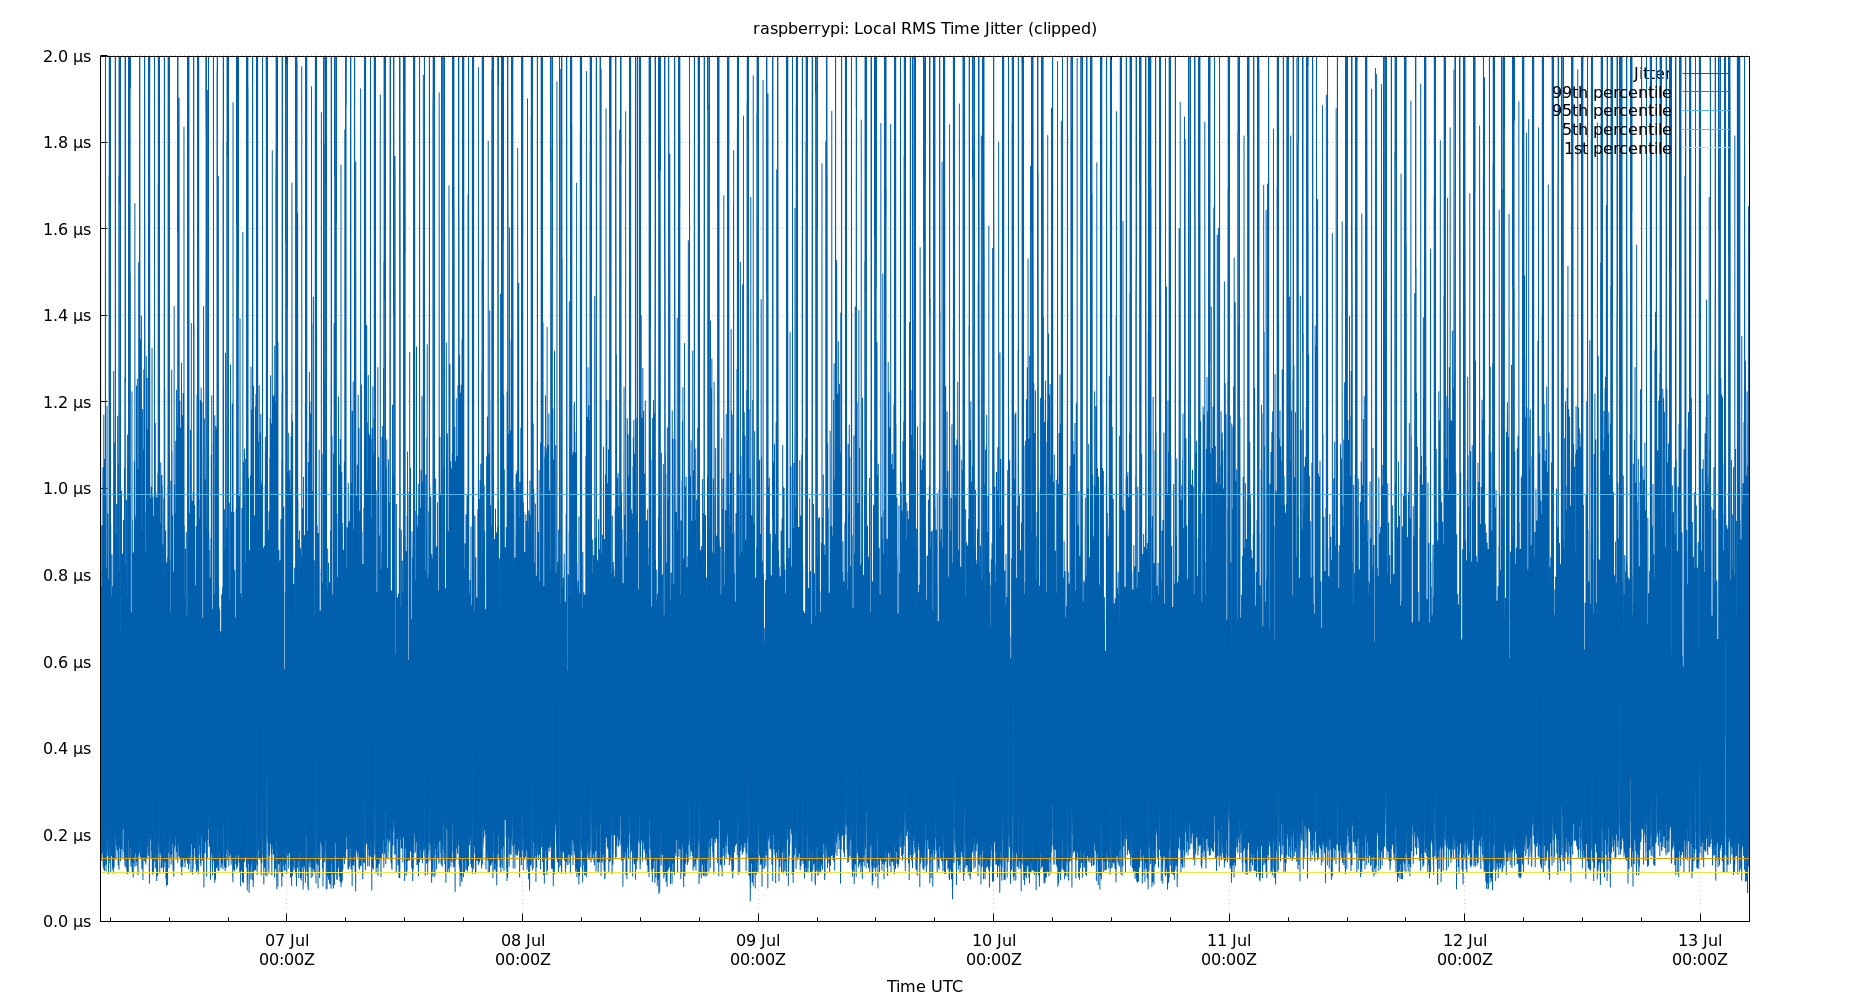 raspberrypi: Local RMS Time Jitter (clipped)
2.0 µs
1.8 µs
1.6 µs
1.4 µs
1.2 µs
1.0 µs
0.8 µs
0.6 µs
0.4 µs
0.2 µs
0.0 µs
Jitter
99th percentile
95th percentile
5th percentile
1st percentile
07 Jul 08 Jul 09 Jul 10 Jul 11 Jul 12 Jul 13 Jul
00:00Z 00:00Z 00:00Z 00:00Z 00:00Z 00:00Z 00:00Z
Time UTC